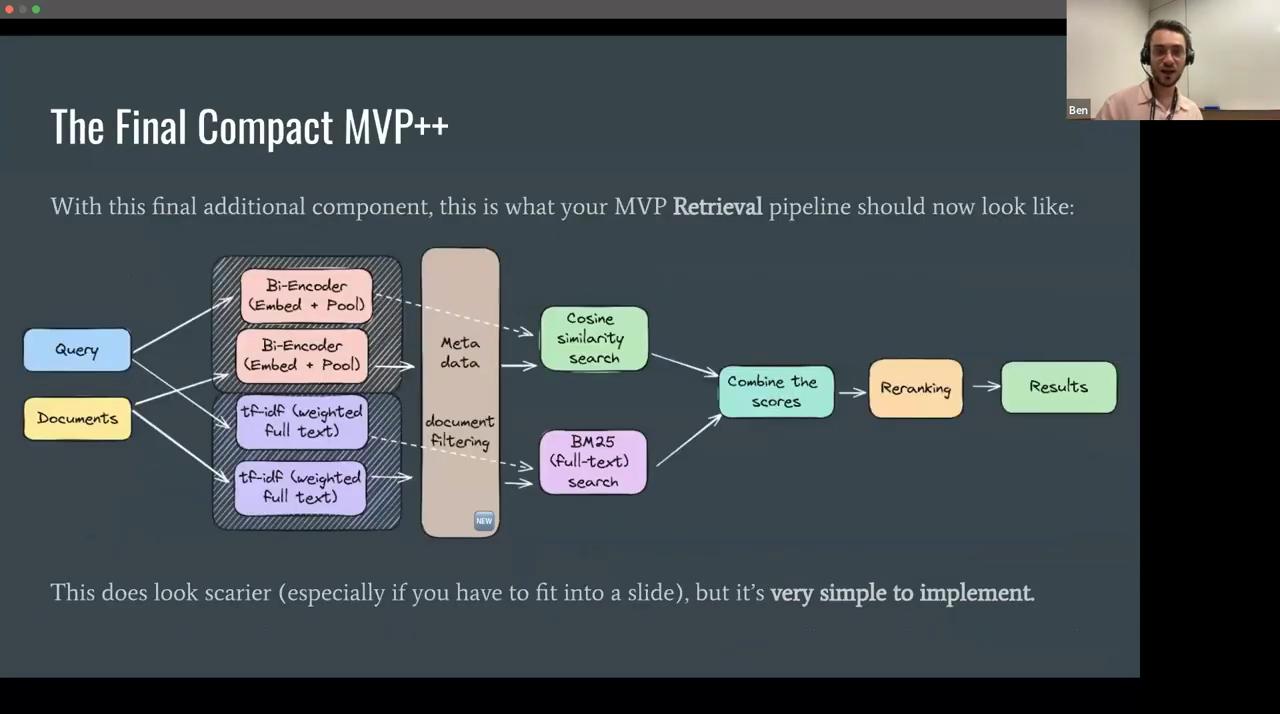 Ben
The Final Compact MVP++
With this final additional component, this is what your MVP Retrieval pipeline should now look like:
Query
Documents
Bi-Encoder
(Embed + Pool)
Bi-Encoder
(Embed + Pool)
tf-idf (weighted
full text)
tf-idf (weighted
full text)
Meta
data
document
filtering
NEW
Cosine
similarity
search
BM25
(full-text)
search
Combine the
scores
Reranking
Results
This does look scarier (especially if you have to fit into a slide), but it's very simple to implement.